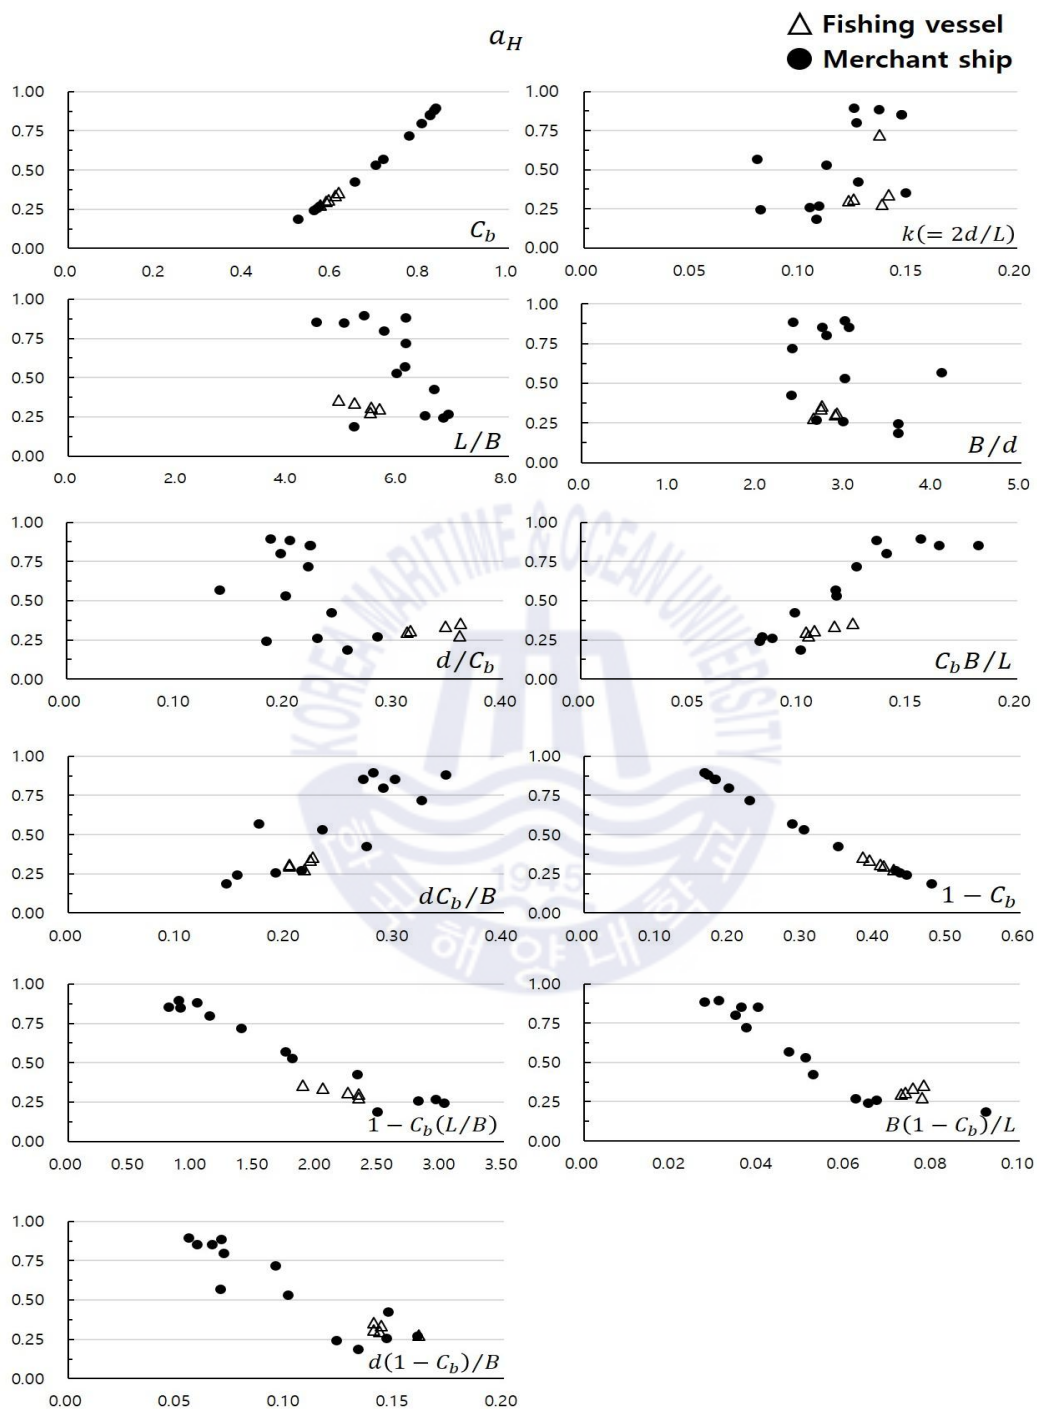 a_H
△ Fishing vessel
● Merchant ship
1.00
0.75
0.50
0.25
0.00
C_b
0.0 0.2 0.4 0.6 0.8 1.0
1.00
0.75
0.50
0.25
0.00
k(= 2d/L)
0.00 0.05 0.10 0.15 0.20
1.00
0.75
0.50
0.25
0.00
L/B
0.0 2.0 4.0 6.0 8.0
1.00
0.75
0.50
0.25
0.00
B/d
0.0 1.0 2.0 3.0 4.0 5.0
1.00
0.75
0.50
0.25
0.00
d/C_b
0.00 0.10 0.20 0.30 0.40
1.00
0.75
0.50
0.25
0.00
C_bB/L
0.00 0.05 0.10 0.15 0.20
KOREA MARITIME & OCEAN UNIVERSITY
1.00
0.75
0.50
0.25
0.00
dC_b/B
0.00 0.10 0.20 0.30 0.40
1.00
0.75
0.50
0.25
0.00
1 − C_b
0.00 0.10 0.20 0.30 0.40 0.50 0.60
1945
한국해양대학교
1.00
0.75
0.50
0.25
0.00
1 − C_b(L/B)
0.00 0.50 1.00 1.50 2.00 2.50 3.00 3.50
1.00
0.75
0.50
0.25
0.00
B(1 − C_b)/L
0.00 0.02 0.04 0.06 0.08 0.10
1.00
0.75
0.50
0.25
0.00
d(1 − C_b)/B
0.00 0.05 0.10 0.15 0.20